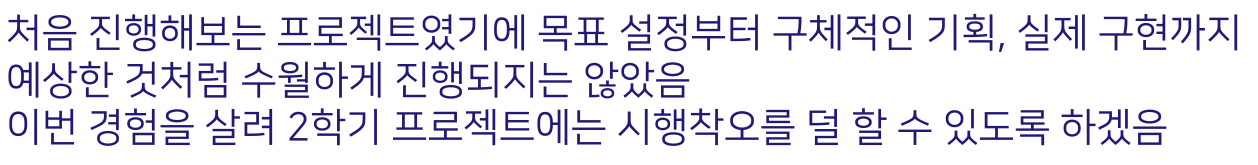 처음 진행해보는 프로젝트였기에 목표 설정부터 구체적인 기획, 실제 구현까지
예상한 것처럼 수월하게 진행되지는 않았음
이번 경험을 살려 2학기 프로젝트에는 시행착오를 덜 할 수 있도록 하겠음